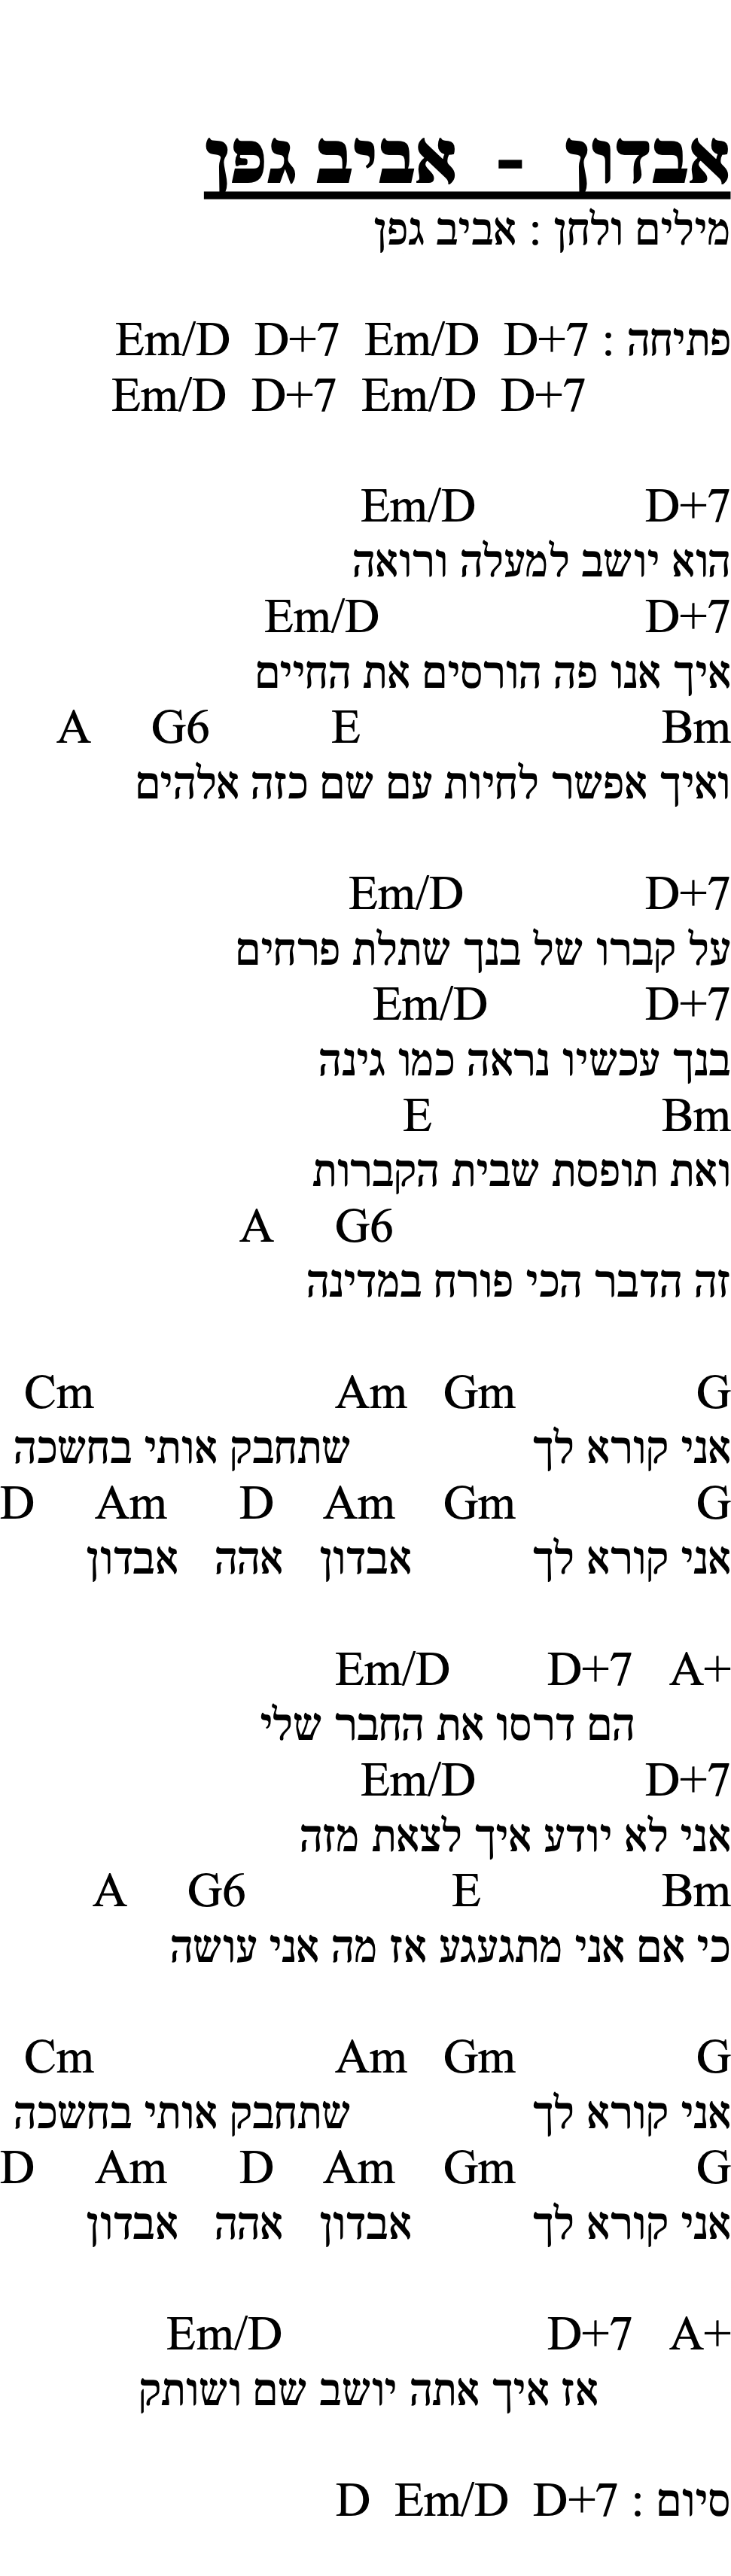 אבדון - אביב גפן
מילים ולחן : אביב גפן
פתיחה : Em/D D+7 Em/D D+7
Em/D D+7 Em/D D+7
Em/D D+7
הוא יושב למעלה ורואה
Em/D D+7
איך אנו פה הורסים את החיים
A G6 E Bm
ואיך אפשר לחיות עם שם כזה אלהים
Em/D D+7
על קברו של בנך שתלת פרחים
Em/D D+7
בנך עכשיו נראה כמו גינה
E Bm
ואת תופסת שבית הקברות
A G6
זה הדבר הכי פורח במדינה
Cm Am Gm G
אני קורא לך שתחבק אותי בחשכה
D Am D Am Gm G
אני קורא לך אבדון אהה אבדון
Em/D D+7 A+
הם דרסו את החבר שלי
Em/D D+7
אני לא יודע איך לצאת מזה
A G6 E Bm
כי אם אני מתגעגע אז מה אני עושה
Cm Am Gm G
אני קורא לך שתחבק אותי בחשכה
D Am D Am Gm G
אני קורא לך אבדון אהה אבדון
Em/D D+7 A+
אז איך אתה יושב שם ושותק
סיום : D Em/D D+7